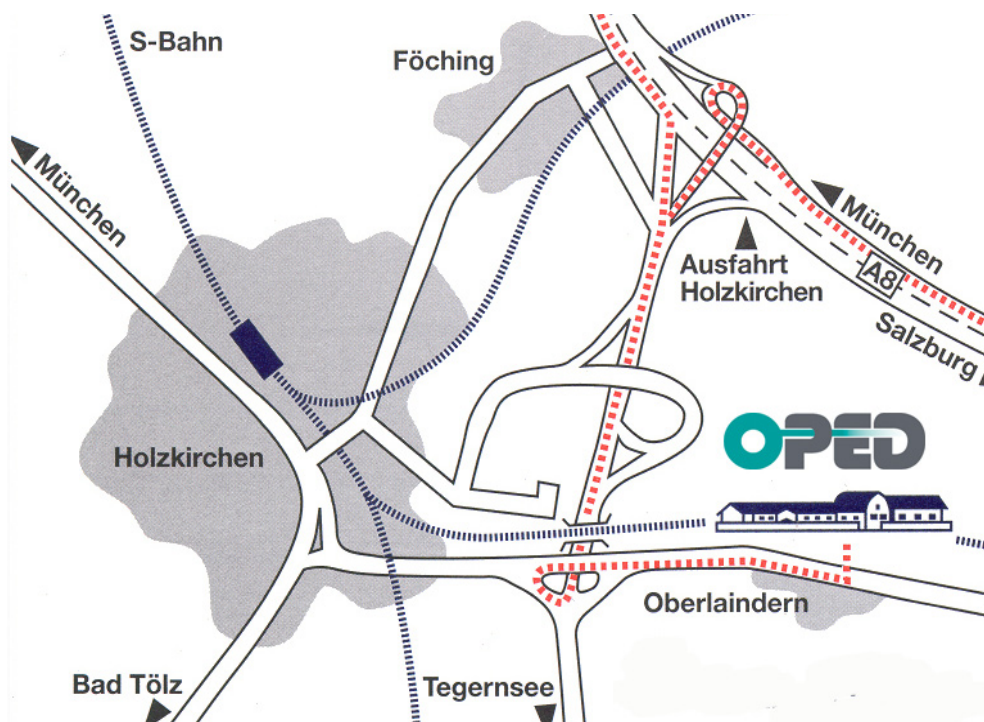 S-Bahn
Föching
München
München
A8
Ausfahrt
Holzkirchen
Salzburg
OPED
Holzkirchen
Oberlaindern
Bad Tölz
Tegernsee